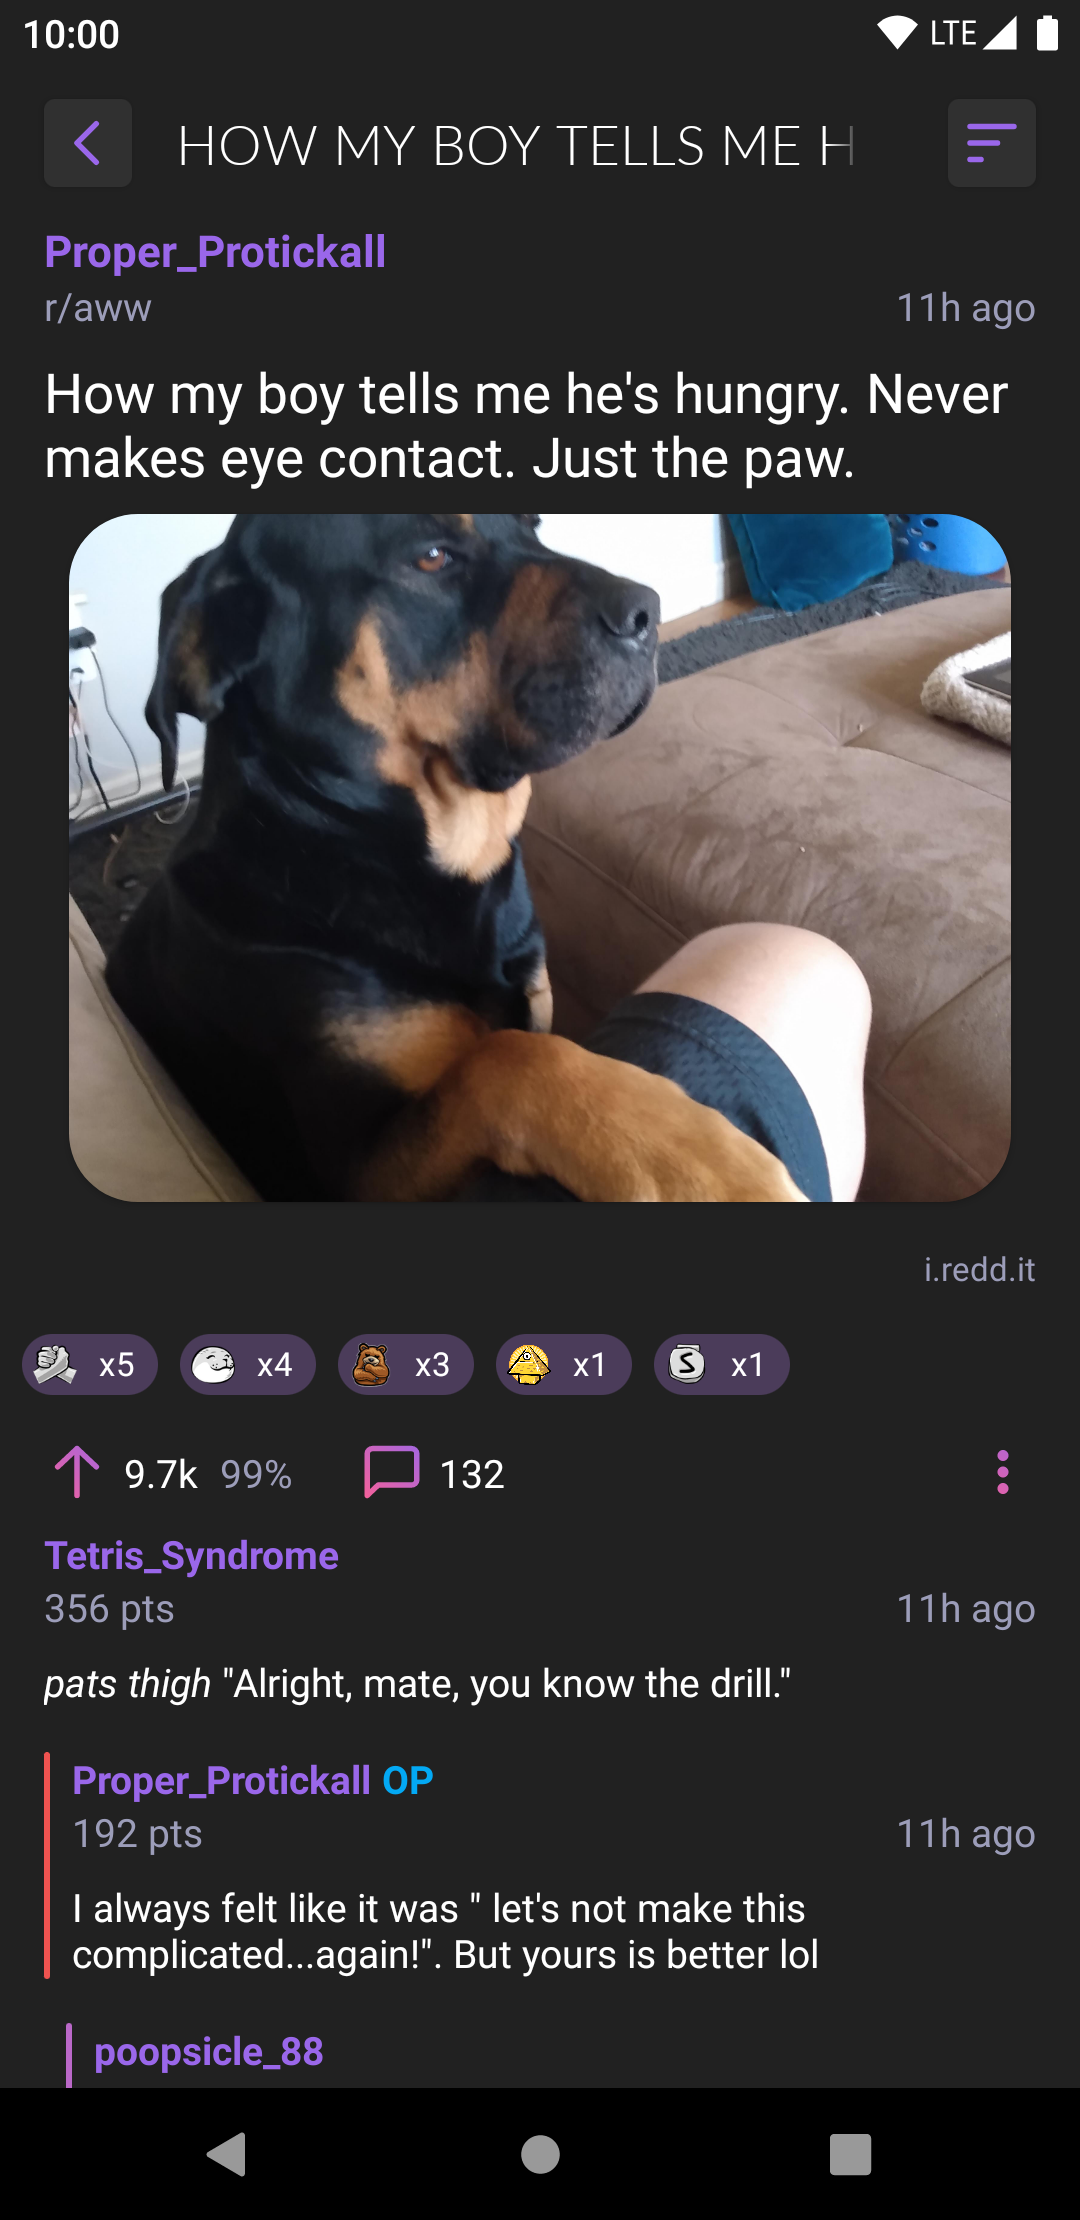 10:00
LTE
HOW MY BOY TELLS ME H
Proper_Protickall
r/aww
11h ago
How my boy tells me he's hungry. Never
makes eye contact. Just the paw.
i.redd.it
x5
x4
x3
x1
S
x1
9.7k 99%
132
Tetris_Syndrome
356 pts
11h ago
pats thigh "Alright, mate, you know the drill."
Proper_Protickall OP
192 pts
11h ago
I always felt like it was " let's not make this
complicated...again!". But yours is better lol
poopsicle_88